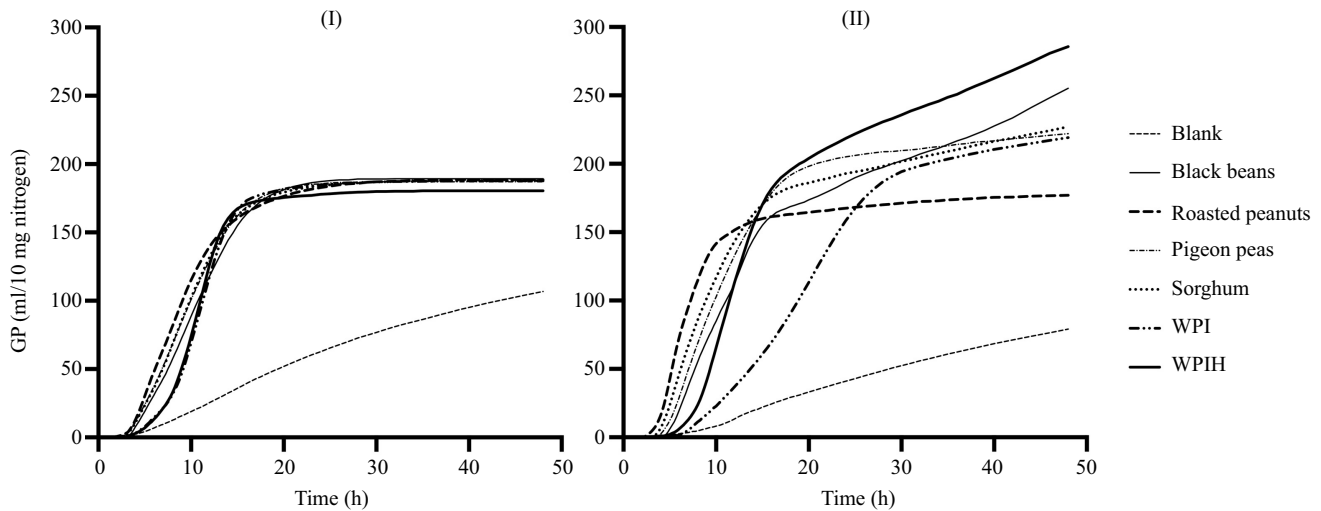 (I)
300
250
200
150
100
50
0
GP (ml/10 mg nitrogen)
0 10 20 30 40 50
Time (h)
(II)
300
250
200
150
100
50
0
0 10 20 30 40 50
Time (h)
Blank
Black beans
Roasted peanuts
Pigeon peas
Sorghum
WPI
WPIH